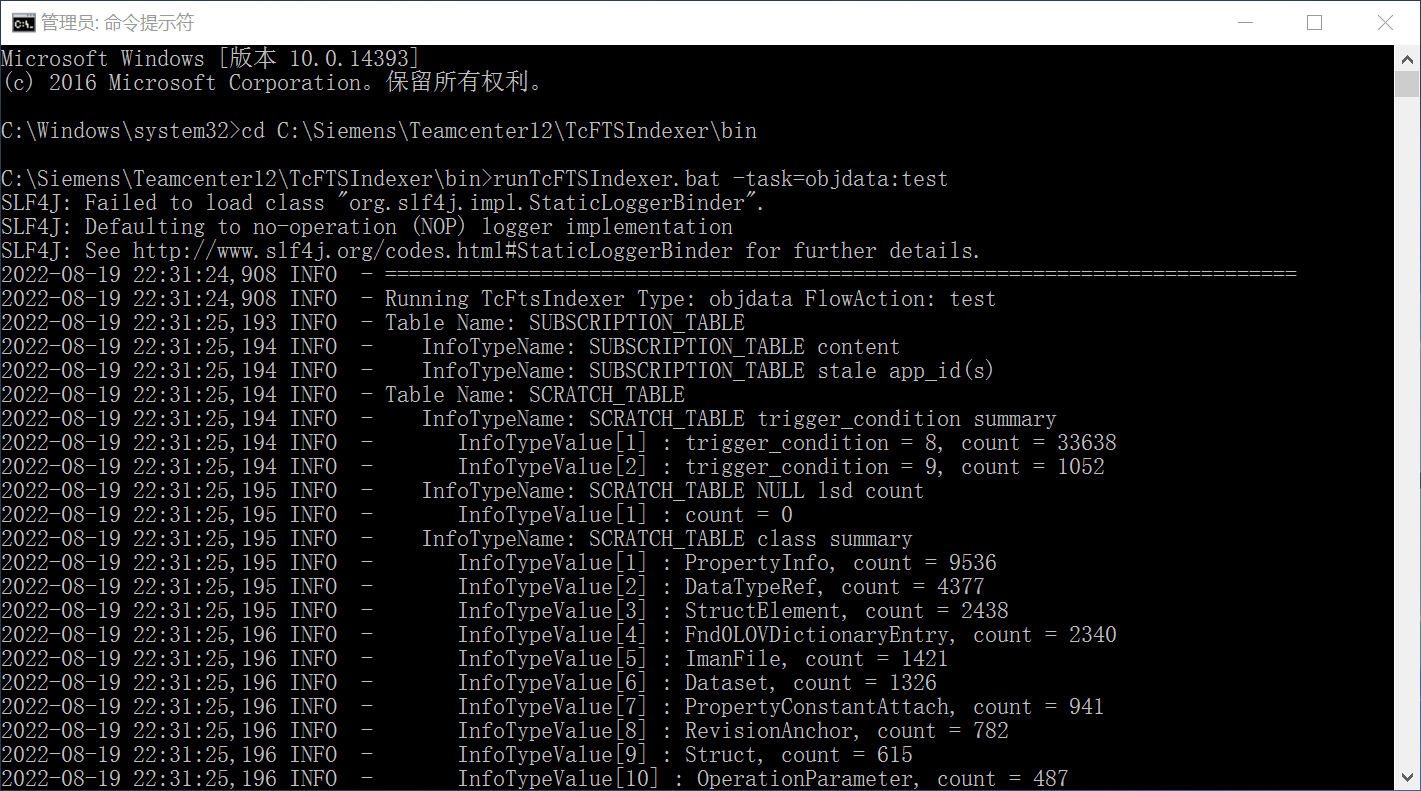 管理员: 命令提示符
Microsoft Windows [版本 10.0.14393]
(c) 2016 Microsoft Corporation。保留所有权利。
C:\Windows\system32>cd C:\Siemens\Teamcenter12\TcFTSIndexer\bin
C:\Siemens\Teamcenter12\TcFTSIndexer\bin>runTcFTSIndexer.bat -task=objdata:test
SLF4J: Failed to load class "org.slf4j.impl.StaticLoggerBinder".
SLF4J: Defaulting to no-operation (NOP) logger implementation
SLF4J: See http://www.slf4j.org/codes.html#StaticLoggerBinder for further details.
2022-08-19 22:31:24,908 INFO  - ============================================================================
2022-08-19 22:31:24,908 INFO  - Running TcFtsIndexer Type: objdata FlowAction: test
2022-08-19 22:31:25,193 INFO  - Table Name: SUBSCRIPTION_TABLE
2022-08-19 22:31:25,194 INFO  -    InfoTypeName: SUBSCRIPTION_TABLE content
2022-08-19 22:31:25,194 INFO  -    InfoTypeName: SUBSCRIPTION_TABLE stale app_id(s)
2022-08-19 22:31:25,194 INFO  - Table Name: SCRATCH_TABLE
2022-08-19 22:31:25,194 INFO  -    InfoTypeName: SCRATCH_TABLE trigger_condition summary
2022-08-19 22:31:25,194 INFO  -       InfoTypeValue[1] : trigger_condition = 8, count = 33638
2022-08-19 22:31:25,194 INFO  -       InfoTypeValue[2] : trigger_condition = 9, count = 1052
2022-08-19 22:31:25,195 INFO  -    InfoTypeName: SCRATCH_TABLE NULL lsd count
2022-08-19 22:31:25,195 INFO  -       InfoTypeValue[1] : count = 0
2022-08-19 22:31:25,195 INFO  -    InfoTypeName: SCRATCH_TABLE class summary
2022-08-19 22:31:25,195 INFO  -       InfoTypeValue[1] : PropertyInfo, count = 9536
2022-08-19 22:31:25,195 INFO  -       InfoTypeValue[2] : DataTypeRef, count = 4377
2022-08-19 22:31:25,195 INFO  -       InfoTypeValue[3] : StructElement, count = 2438
2022-08-19 22:31:25,196 INFO  -       InfoTypeValue[4] : Fnd0LOVDictionaryEntry, count = 2340
2022-08-19 22:31:25,196 INFO  -       InfoTypeValue[5] : ImanFile, count = 1421
2022-08-19 22:31:25,196 INFO  -       InfoTypeValue[6] : Dataset, count = 1326
2022-08-19 22:31:25,196 INFO  -       InfoTypeValue[7] : PropertyConstantAttach, count = 941
2022-08-19 22:31:25,196 INFO  -       InfoTypeValue[8] : RevisionAnchor, count = 782
2022-08-19 22:31:25,196 INFO  -       InfoTypeValue[9] : Struct, count = 615
2022-08-19 22:31:25,196 INFO  -       InfoTypeValue[10] : OperationParameter, count = 487